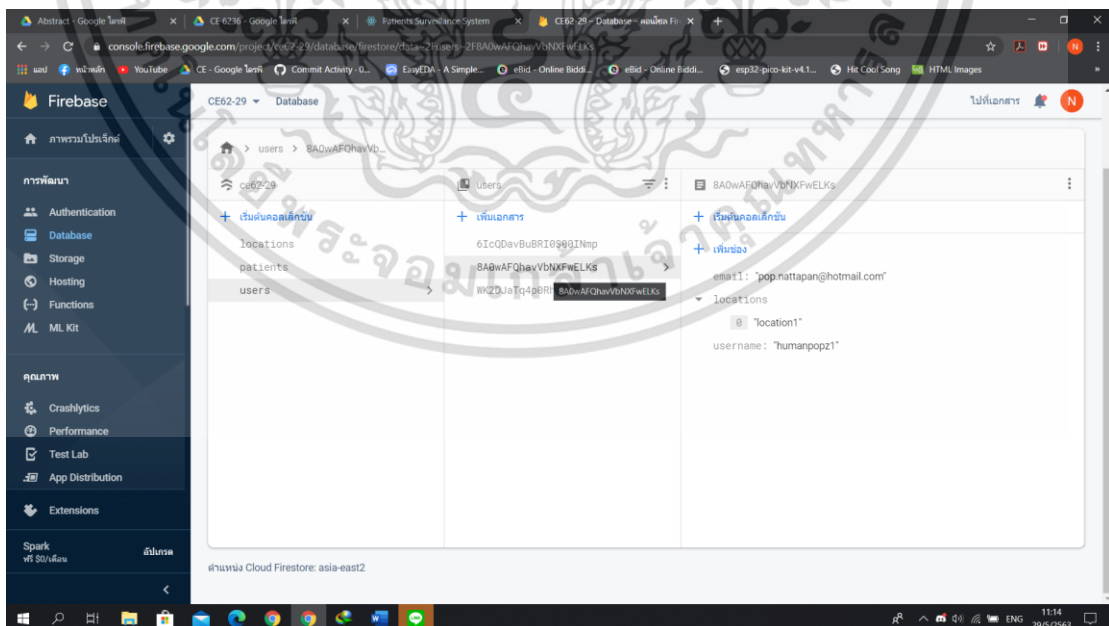 Abstract - Google ไดรฟ์
CE 6236 - Google ไดรฟ์
Patients Surveillance System
CE62-29 - Database - คอนโซล Fir
console.firebase.google.com/project/ce62-29/database/firestore/data~2Fusers~2F8A0wAFQhavVbNXFwELKs
แอป
หน้าหลัก
YouTube
CE - Google ไดรฟ์
Commit Activity · 0...
EasyEDA - A Simple...
eBid - Online Biddi...
eBid - Online Biddi...
esp32-pico-kit-v4.1...
Hit Cool Song
HTML Images
Firebase
CE62-29
Database
ไปที่เอกสาร
N
ภาพรวมโปรเจ็กต์
users > 8A0wAFQhavVb...
การพัฒนา
ce62-29
users
8A0wAFQhavVbNXFwELKs
Authentication
Database
Storage
Hosting
Functions
ML Kit
เริ่มต้นคอลเล็กชัน
locations
patients
users
เพิ่มเอกสาร
6IcQDavBuBRI0S00INmp
8A0wAFQhavVbNXFwELKs
8A0wAFQhavVbNXFwELKs
เริ่มต้นคอลเล็กชัน
เพิ่มช่อง
email: "pop.nattapan@hotmail.com"
locations
0 "location1"
username: "humanpopz1"
คุณภาพ
Crashlytics
Performance
Test Lab
App Distribution
Extensions
Spark
ฟรี $0/เดือน
อัปเกรด
ตำแหน่ง Cloud Firestore: asia-east2
ENG
11:14
29/5/2563